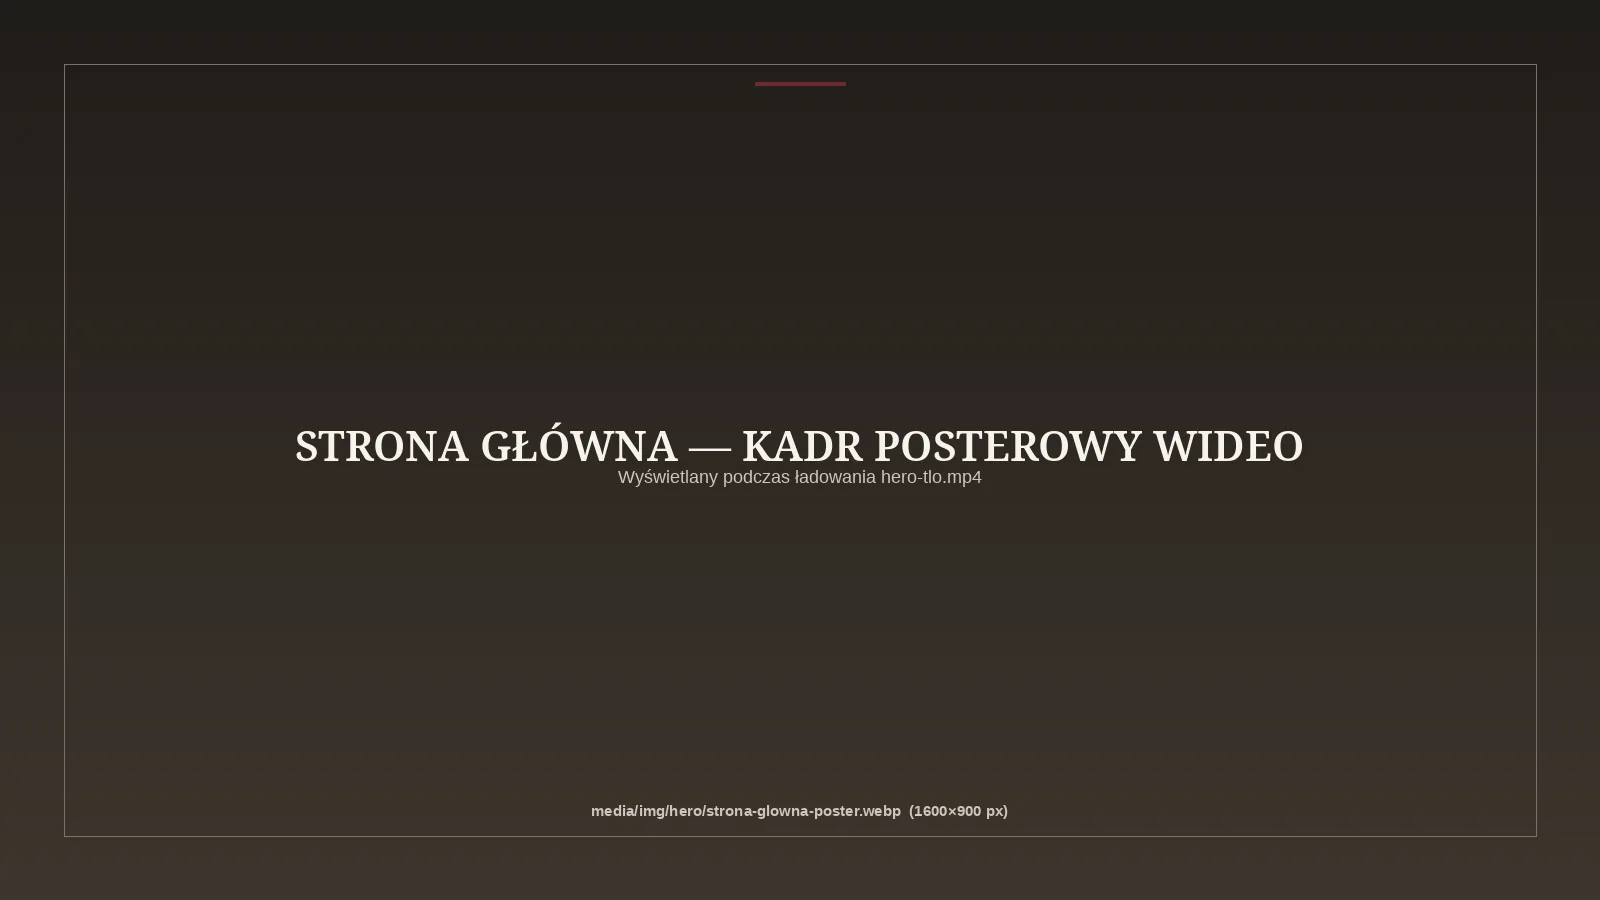 STRONA GŁÓWNA — KADR POSTEROWY WIDEO
Wyświetlany podczas ładowania hero-tlo.mp4
media/img/hero/strona-glowna-poster.webp (1600×900 px)